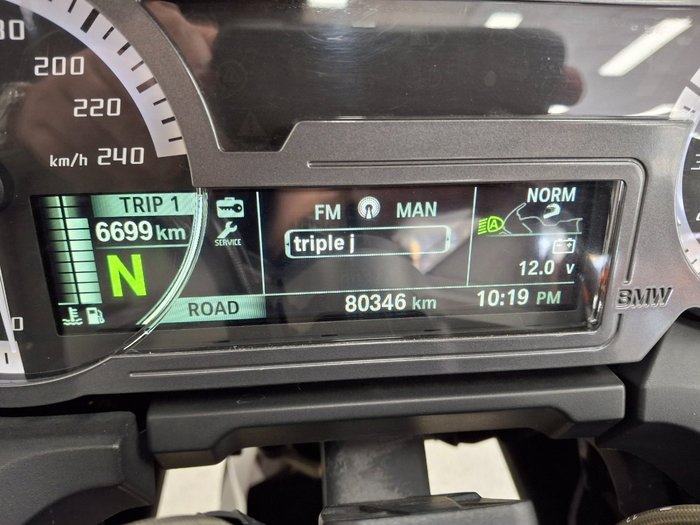 200
220
km/h 240
TRIP 1
6699 km
N
SERVICE
ROAD
FM MAN
triple j
80346 km
NORM
A
12.0 v
10:19 PM
BMW